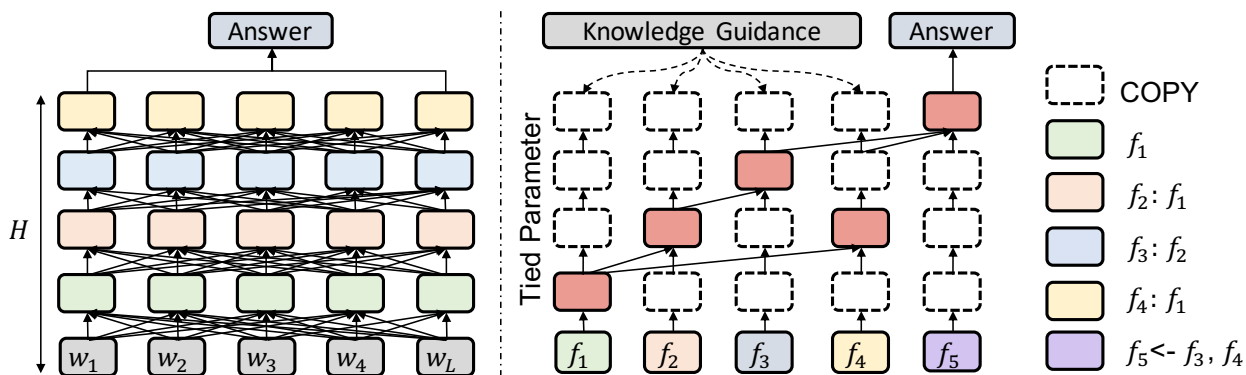 Answer
H
w₁ w₂ w₃ w₄ w_L
Knowledge Guidance
Answer
Tied Parameter
f₁ f₂ f₃ f₄ f₅
COPY
f₁
f₂: f₁
f₃: f₂
f₄: f₁
f₅<- f₃, f₄